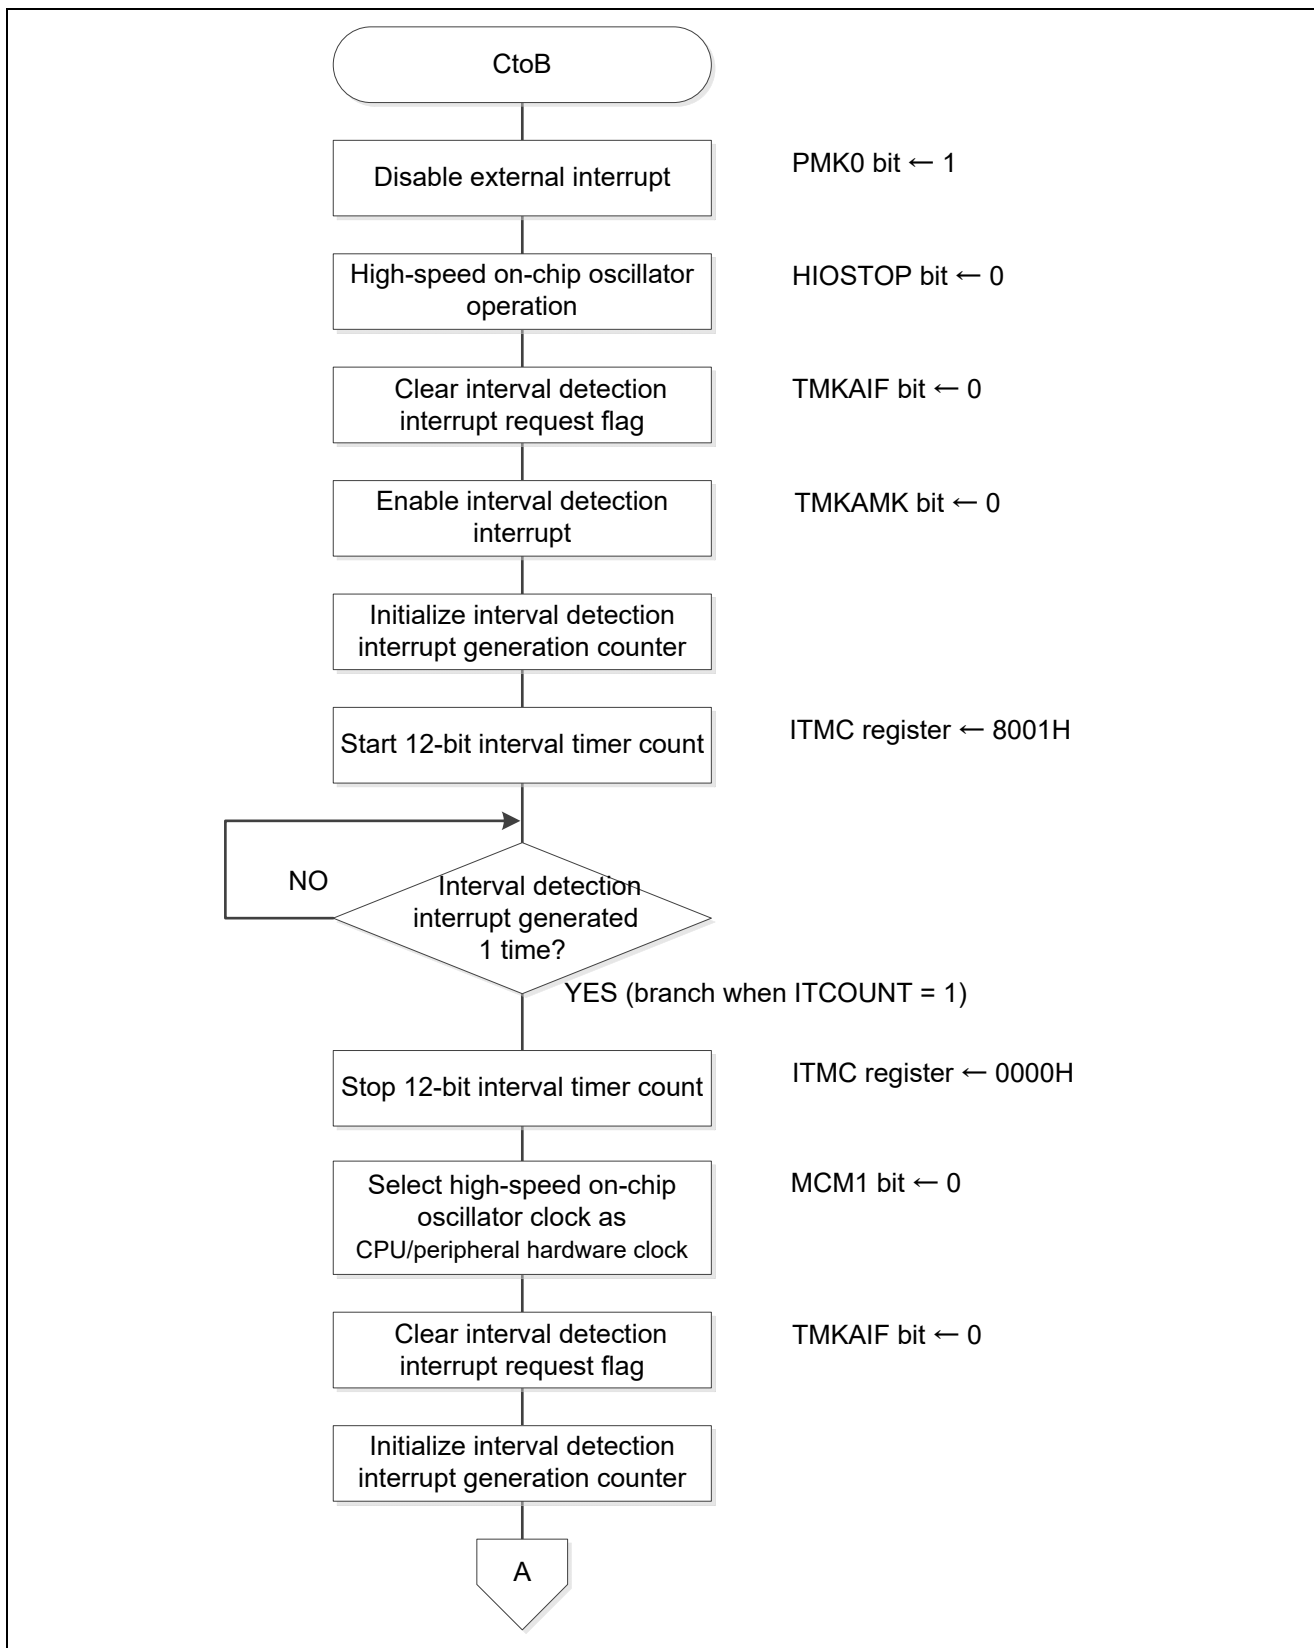 CtoB
Disable external interrupt
PMK0 bit ← 1
High-speed on-chip oscillator
operation
HIOSTOP bit ← 0
Clear interval detection
interrupt request flag
TMKAIF bit ← 0
Enable interval detection
interrupt
TMKAMK bit ← 0
Initialize interval detection
interrupt generation counter
Start 12-bit interval timer count
ITMC register ← 8001H
NO
Interval detection
interrupt generated
1 time?
YES (branch when ITCOUNT = 1)
Stop 12-bit interval timer count
ITMC register ← 0000H
Select high-speed on-chip
oscillator clock as
CPU/peripheral hardware clock
MCM1 bit ← 0
Clear interval detection
interrupt request flag
TMKAIF bit ← 0
Initialize interval detection
interrupt generation counter
A